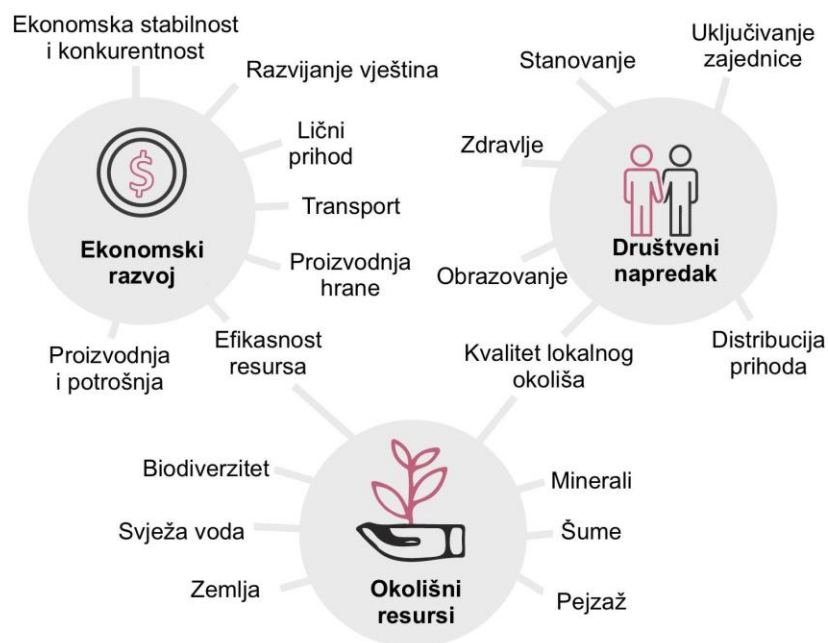 Ekonomska stabilnost
i konkurentnost
Razvijanje vještina
Lični
prihod
Transport
Proizvodnja
hrane
Efikasnost
resursa
Proizvodnja
i potrošnja
$
Ekonomski
razvoj
Uključivanje
zajednice
Stanovanje
Zdravlje
Obrazovanje
Kvalitet lokalnog
okoliša
Distribucija
prihoda
Društveni
napredak
Biodiverzitet
Svježa voda
Zemlja
Minerali
Šume
Pejzaž
Okolišni
resursi